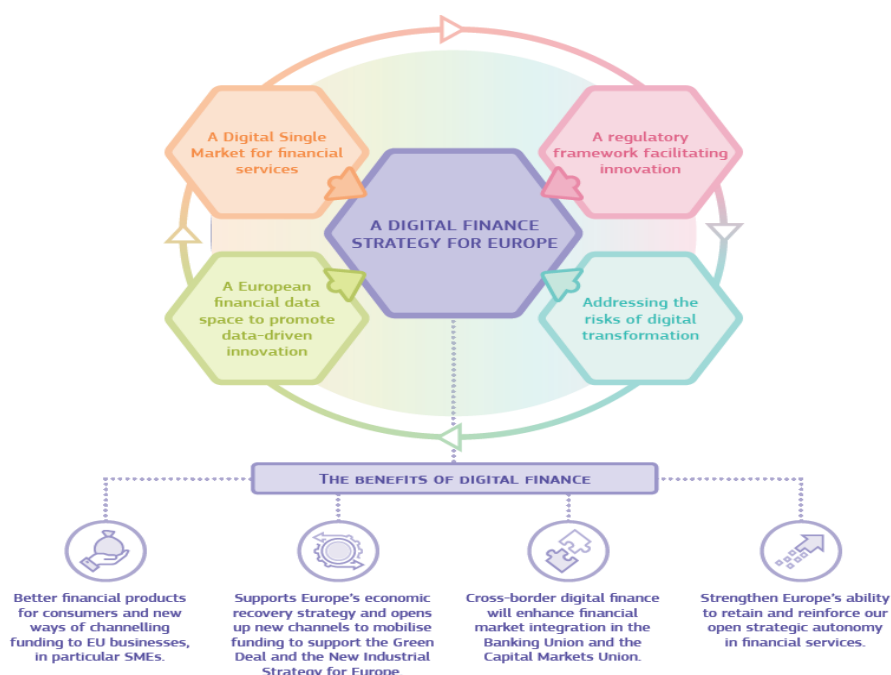 A Digital Single
Market for financial
services
A regulatory
framework facilitating
innovation
A DIGITAL FINANCE
STRATEGY FOR EUROPE
A European
financial data
space to promote
data-driven
innovation
Addressing the
risks of digital
transformation
THE BENEFITS OF DIGITAL FINANCE
Better financial products
for consumers and new
ways of channelling
funding to EU businesses,
in particular SMEs.
Supports Europe's economic
recovery strategy and opens
up new channels to mobilise
funding to support the Green
Deal and the New Industrial
Strategy for Europe.
Cross-border digital finance
will enhance financial
market integration in the
Banking Union and the
Capital Markets Union.
Strengthen Europe's ability
to retain and reinforce our
open strategic autonomy
in financial services.